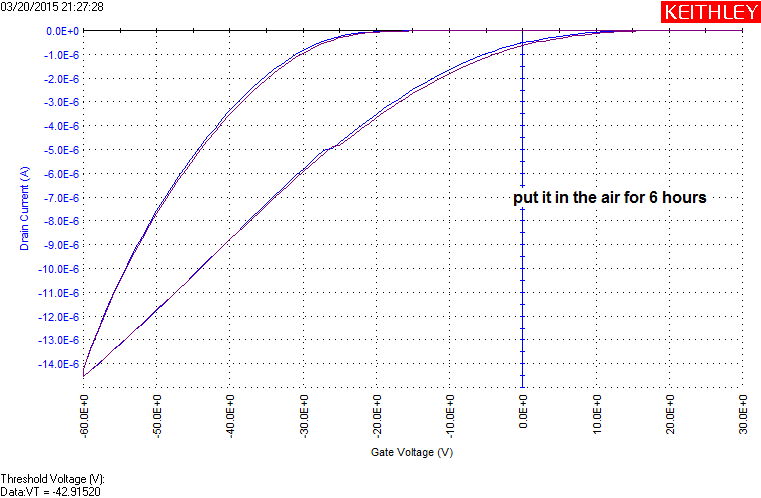 03/20/2015 21:27:28
KEITHLEY
0.0E+0
-1.0E-6
-2.0E-6
-3.0E-6
-4.0E-6
-5.0E-6
-6.0E-6
-7.0E-6
-8.0E-6
-9.0E-6
-10.0E-6
-11.0E-6
-12.0E-6
-13.0E-6
-14.0E-6
Drain Current (A)
put it in the air for 6 hours
-60.0E+0
-50.0E+0
-40.0E+0
-30.0E+0
-20.0E+0
-10.0E+0
0.0E+0
10.0E+0
20.0E+0
30.0E+0
Gate Voltage (V)
Threshold Voltage (V):
Data:VT = -42.91520